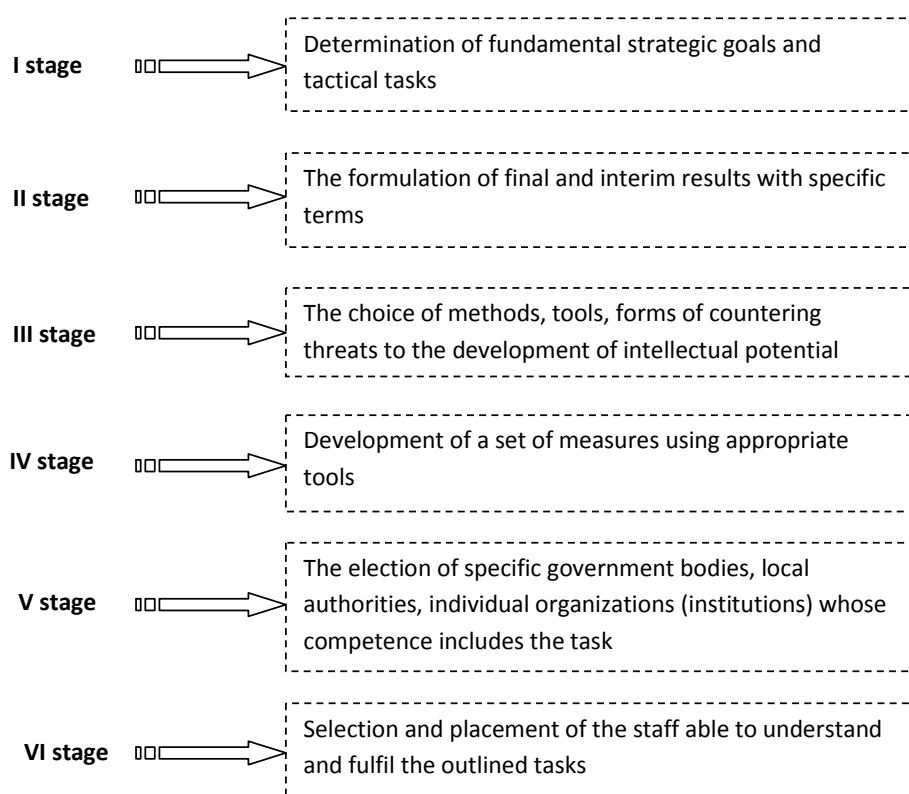 I stage
Determination of fundamental strategic goals and
tactical tasks
II stage
The formulation of final and interim results with specific
terms
III stage
The choice of methods, tools, forms of countering
threats to the development of intellectual potential
IV stage
Development of a set of measures using appropriate
tools
V stage
The election of specific government bodies, local
authorities, individual organizations (institutions) whose
competence includes the task
VI stage
Selection and placement of the staff able to understand
and fulfil the outlined tasks